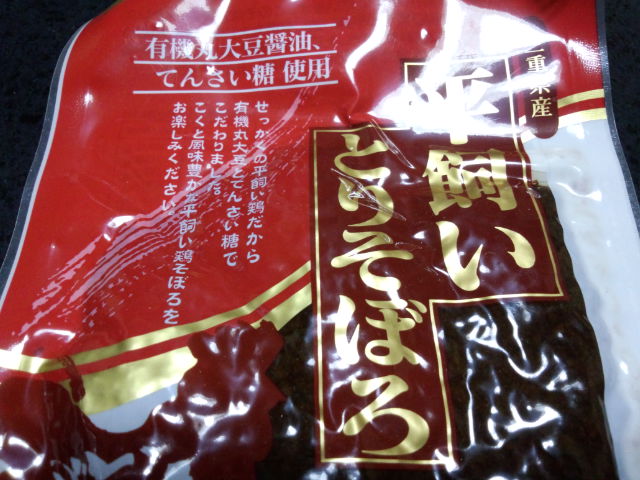 有機丸大豆醤油、
てんさい糖 使用
三重県産
平飼い
とりそぼろ
せっかくの平飼い鶏だから
有機丸大豆とてんさい糖で
こだわりました。
こくと風味豊かな平飼い鶏そぼろを
お楽しみください。